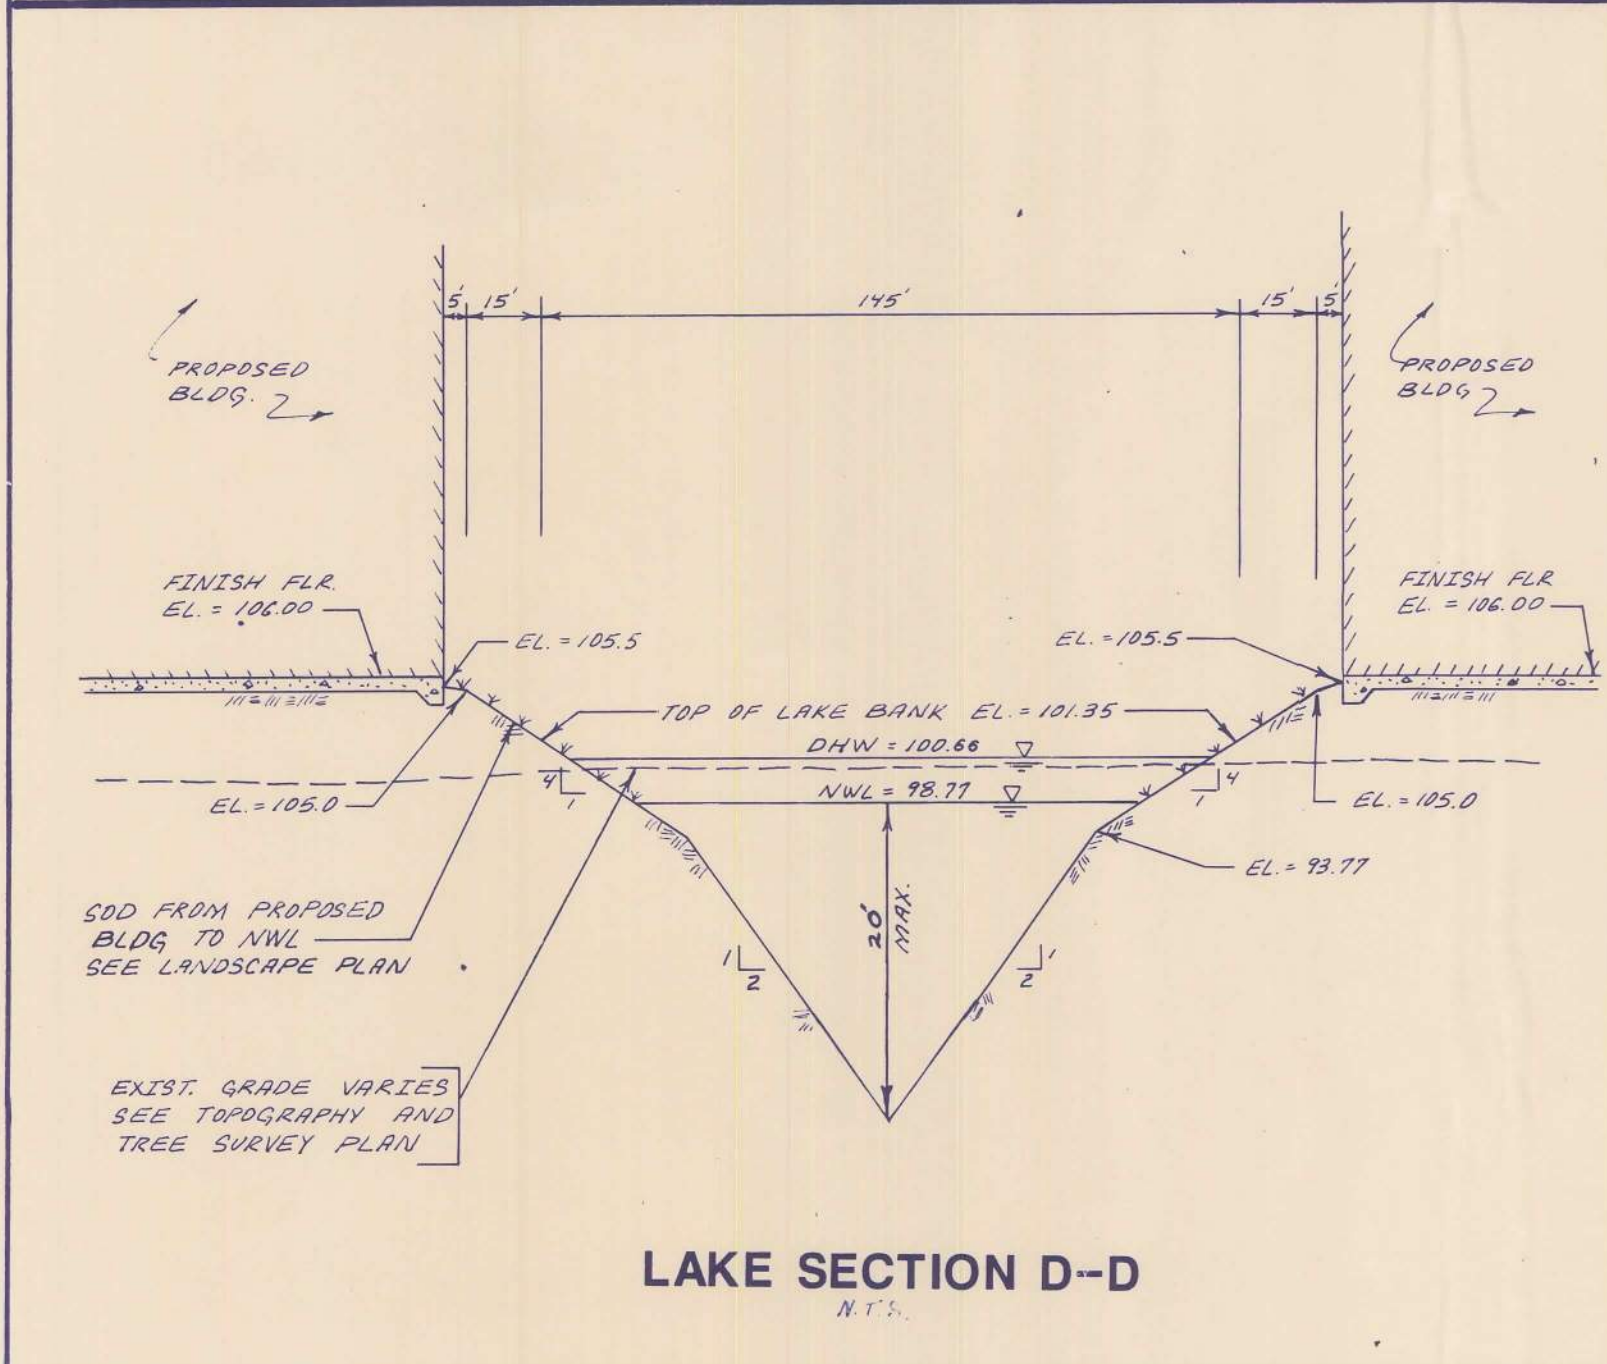 5' 15' 145' 15' 5'
PROPOSED
BLDG.
PROPOSED
BLDG
FINISH FLR.
EL. = 106.00
FINISH FLR
EL. = 106.00
EL. = 105.5
EL. = 105.5
TOP OF LAKE BANK EL. = 101.35
DHW = 100.66
4
1
4
1
NWL = 98.77
EL. = 105.0
EL. = 105.0
EL. = 93.77
20' MAX.
SOD FROM PROPOSED
BLDG TO NWL
SEE LANDSCAPE PLAN
1
2
1
2
EXIST. GRADE VARIES
SEE TOPOGRAPHY AND
TREE SURVEY PLAN
LAKE SECTION D--D
N.T.S.